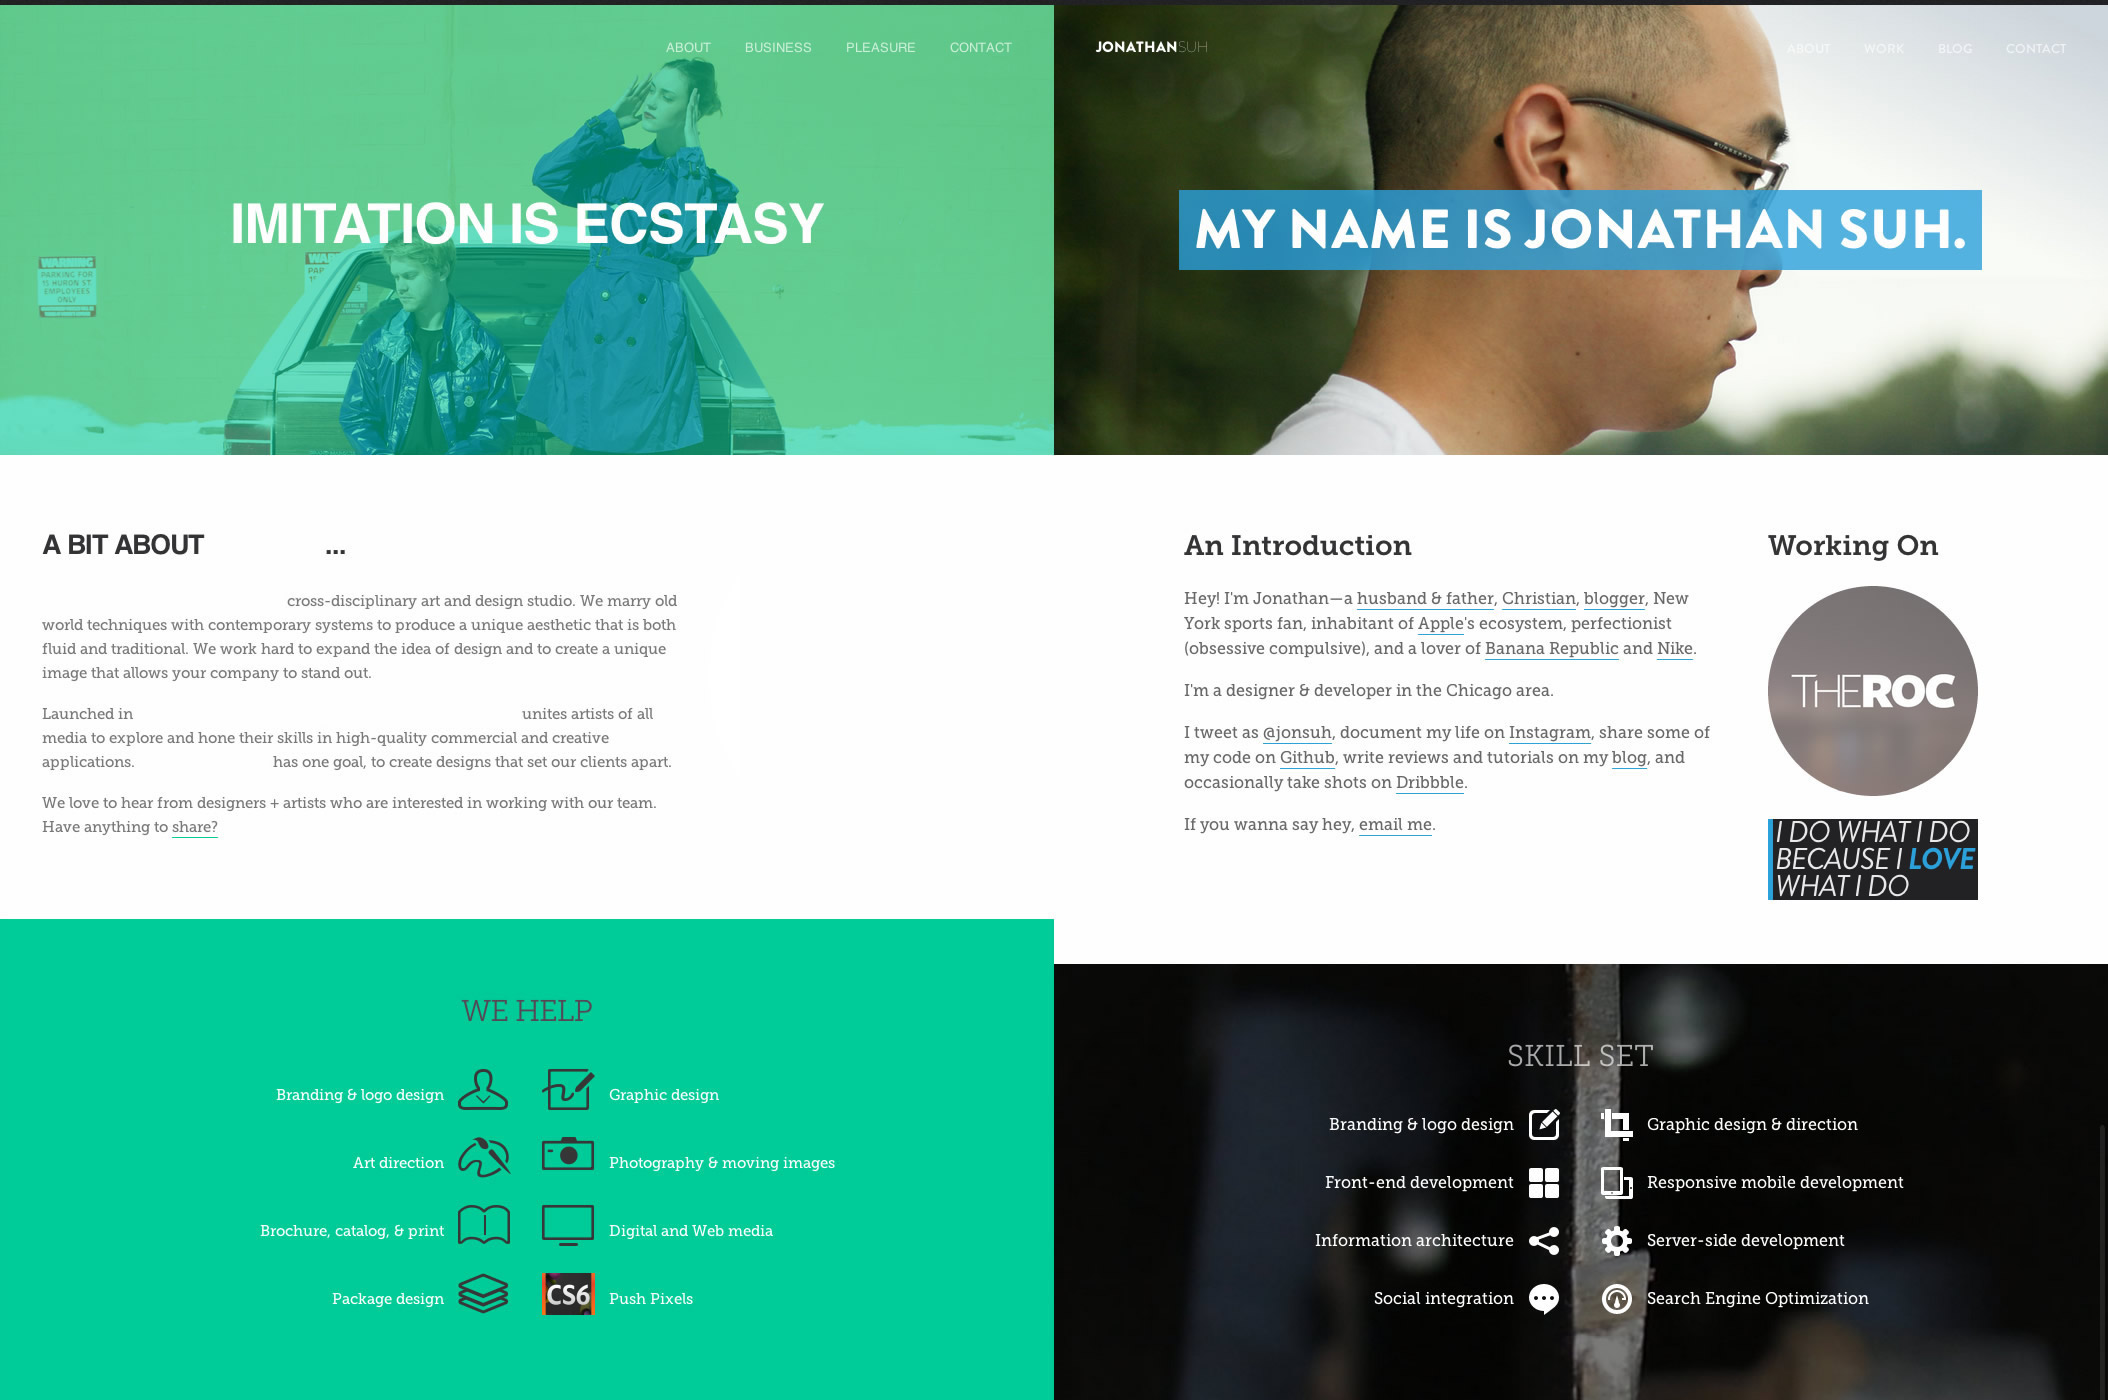 ABOUT BUSINESS PLEASURE CONTACT
IMITATION IS ECSTASY
WARNING
PARKING FOR
15 HURON ST
EMPLOYEES
ONLY
A BIT ABOUT ...
cross-disciplinary art and design studio. We marry old
world techniques with contemporary systems to produce a unique aesthetic that is both
fluid and traditional. We work hard to expand the idea of design and to create a unique
image that allows your company to stand out.
Launched in unites artists of all
media to explore and hone their skills in high-quality commercial and creative
applications. has one goal, to create designs that set our clients apart.
We love to hear from designers + artists who are interested in working with our team.
Have anything to share?
WE HELP
Branding & logo design
Graphic design
Art direction
Photography & moving images
Brochure, catalog, & print
Digital and Web media
Package design
CS6
Push Pixels
JONATHANSUH
ABOUT WORK BLOG CONTACT
BURBERRY
MY NAME IS JONATHAN SUH.
An Introduction
Hey! I'm Jonathan—a husband & father, Christian, blogger, New
York sports fan, inhabitant of Apple's ecosystem, perfectionist
(obsessive compulsive), and a lover of Banana Republic and Nike.
I'm a designer & developer in the Chicago area.
I tweet as @jonsuh, document my life on Instagram, share some of
my code on Github, write reviews and tutorials on my blog, and
occasionally take shots on Dribbble.
If you wanna say hey, email me.
Working On
THEROC
I DO WHAT I DO
BECAUSE I LOVE
WHAT I DO
SKILL SET
Branding & logo design
Graphic design & direction
Front-end development
Responsive mobile development
Information architecture
Server-side development
Social integration
Search Engine Optimization